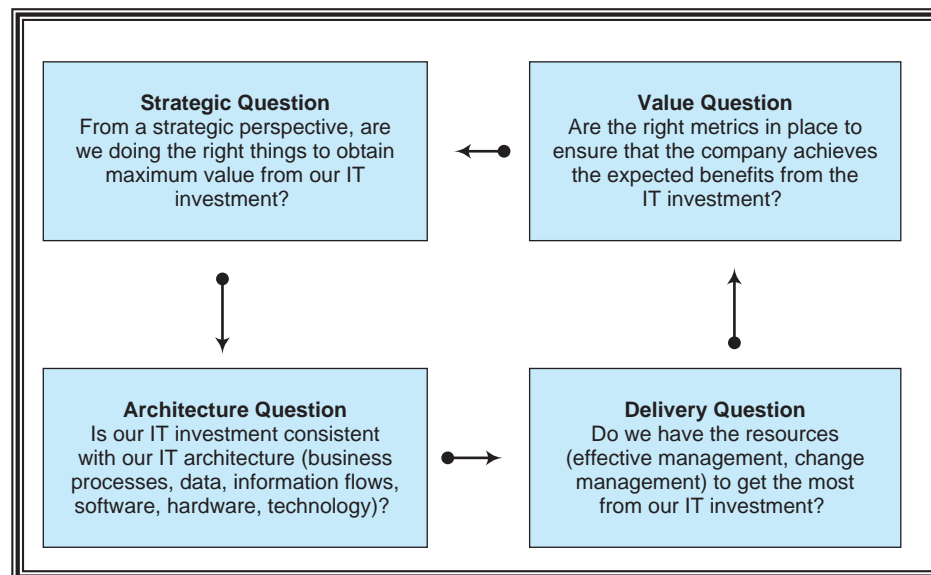 Strategic Question
From a strategic perspective, are
we doing the right things to obtain
maximum value from our IT
investment?
Value Question
Are the right metrics in place to
ensure that the company achieves
the expected benefits from the
IT investment?
Architecture Question
Is our IT investment consistent
with our IT architecture (business
processes, data, information flows,
software, hardware, technology)?
Delivery Question
Do we have the resources
(effective management, change
management) to get the most
from our IT investment?